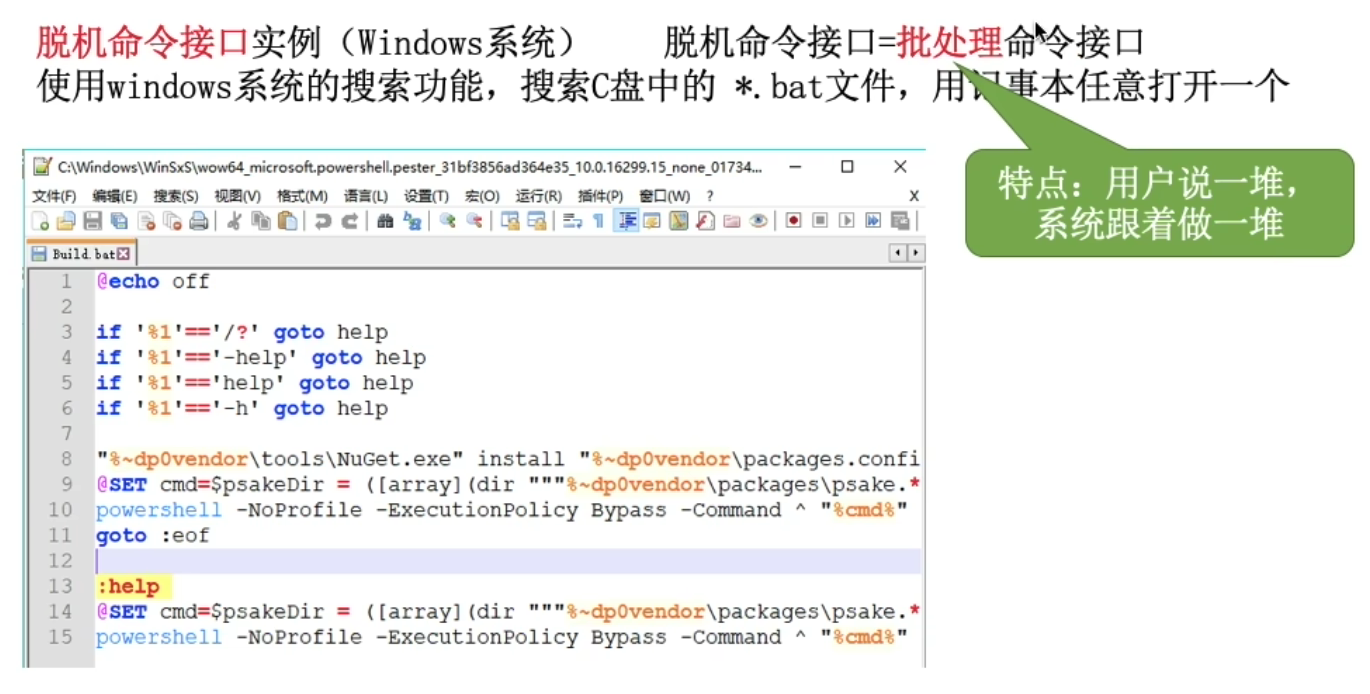 脱机命令接口实例（Windows系统）　　脱机命令接口=批处理命令接口
使用windows系统的搜索功能，搜索C盘中的 *.bat文件，用记事本任意打开一个
特点：用户说一堆，
系统跟着做一堆
C:\Windows\WinSxS\wow64_microsoft.powershell.pester_31bf3856ad364e35_10.0.16299.15_none_01734...
文件(F) 编辑(E) 搜索(S) 视图(V) 格式(M) 语言(L) 设置(T) 宏(O) 运行(R) 插件(P) 窗口(W) ? X
Build.bat
1 @echo off
2
3 if '%1'=='/?' goto help
4 if '%1'=='-help' goto help
5 if '%1'=='help' goto help
6 if '%1'=='-h' goto help
7
8 "%~dp0vendor\tools\NuGet.exe" install "%~dp0vendor\packages.confi
9 @SET cmd=$psakeDir = ([array](dir """%~dp0vendor\packages\psake.*
10 powershell -NoProfile -ExecutionPolicy Bypass -Command ^ "%cmd%"
11 goto :eof
12
13 :help
14 @SET cmd=$psakeDir = ([array](dir """%~dp0vendor\packages\psake.*
15 powershell -NoProfile -ExecutionPolicy Bypass -Command ^ "%cmd%"